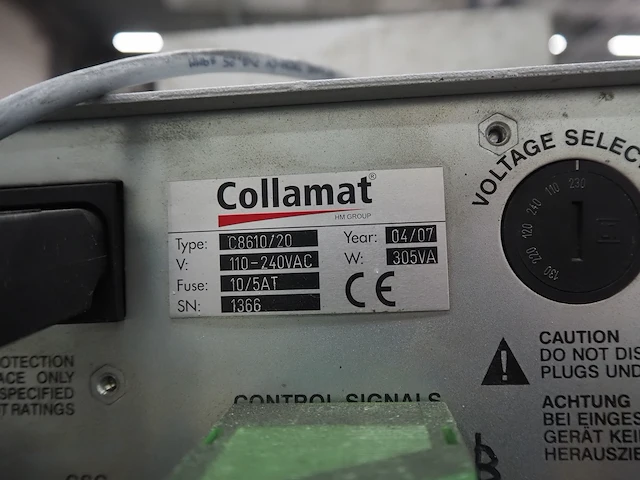 VOLTAGE SELEC
Collamat®
HM GROUP
Type: C8610/20 Year: 04/07
V: 110-240VAC W: 305VA
Fuse: 10/5AT CE
SN: 1366
130 220 120 240 110 230
OTECTION
ACE ONLY
SPECIFIED
T RATINGS
CAUTION
DO NOT DIS
PLUGS UND
ACHTUNG
BEI EINGES
GERÄT KEI
HERAUSZIE
CONTROL SIGNALS